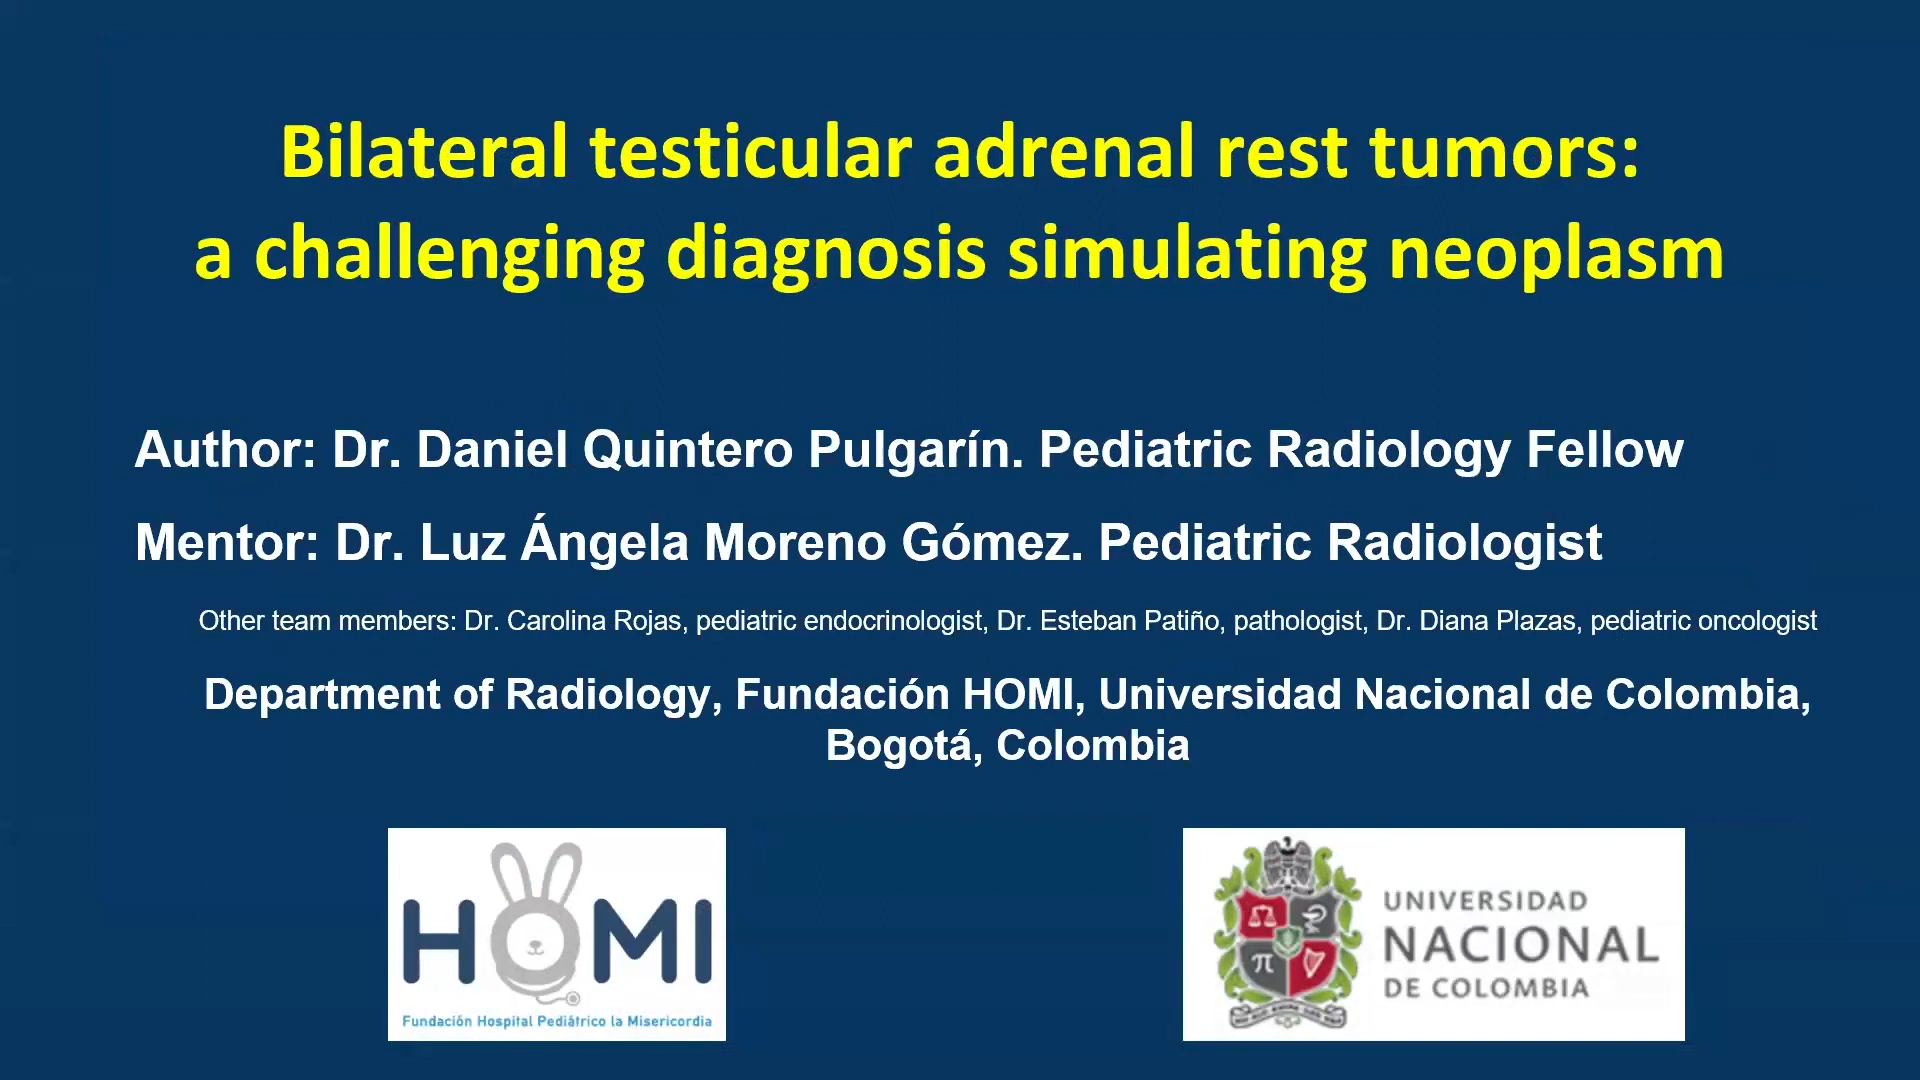 Bilateral testicular adrenal rest tumors:
a challenging diagnosis simulating neoplasm
Author: Dr. Daniel Quintero Pulgarín. Pediatric Radiology Fellow
Mentor: Dr. Luz Ángela Moreno Gómez. Pediatric Radiologist
Other team members: Dr. Carolina Rojas, pediatric endocrinologist, Dr. Esteban Patiño, pathologist, Dr. Diana Plazas, pediatric oncologist
Department of Radiology, Fundación HOMI, Universidad Nacional de Colombia,
Bogotá, Colombia
HOMI
Fundación Hospital Pediátrico la Misericordia
π
UNIVERSIDAD
NACIONAL
DE COLOMBIA